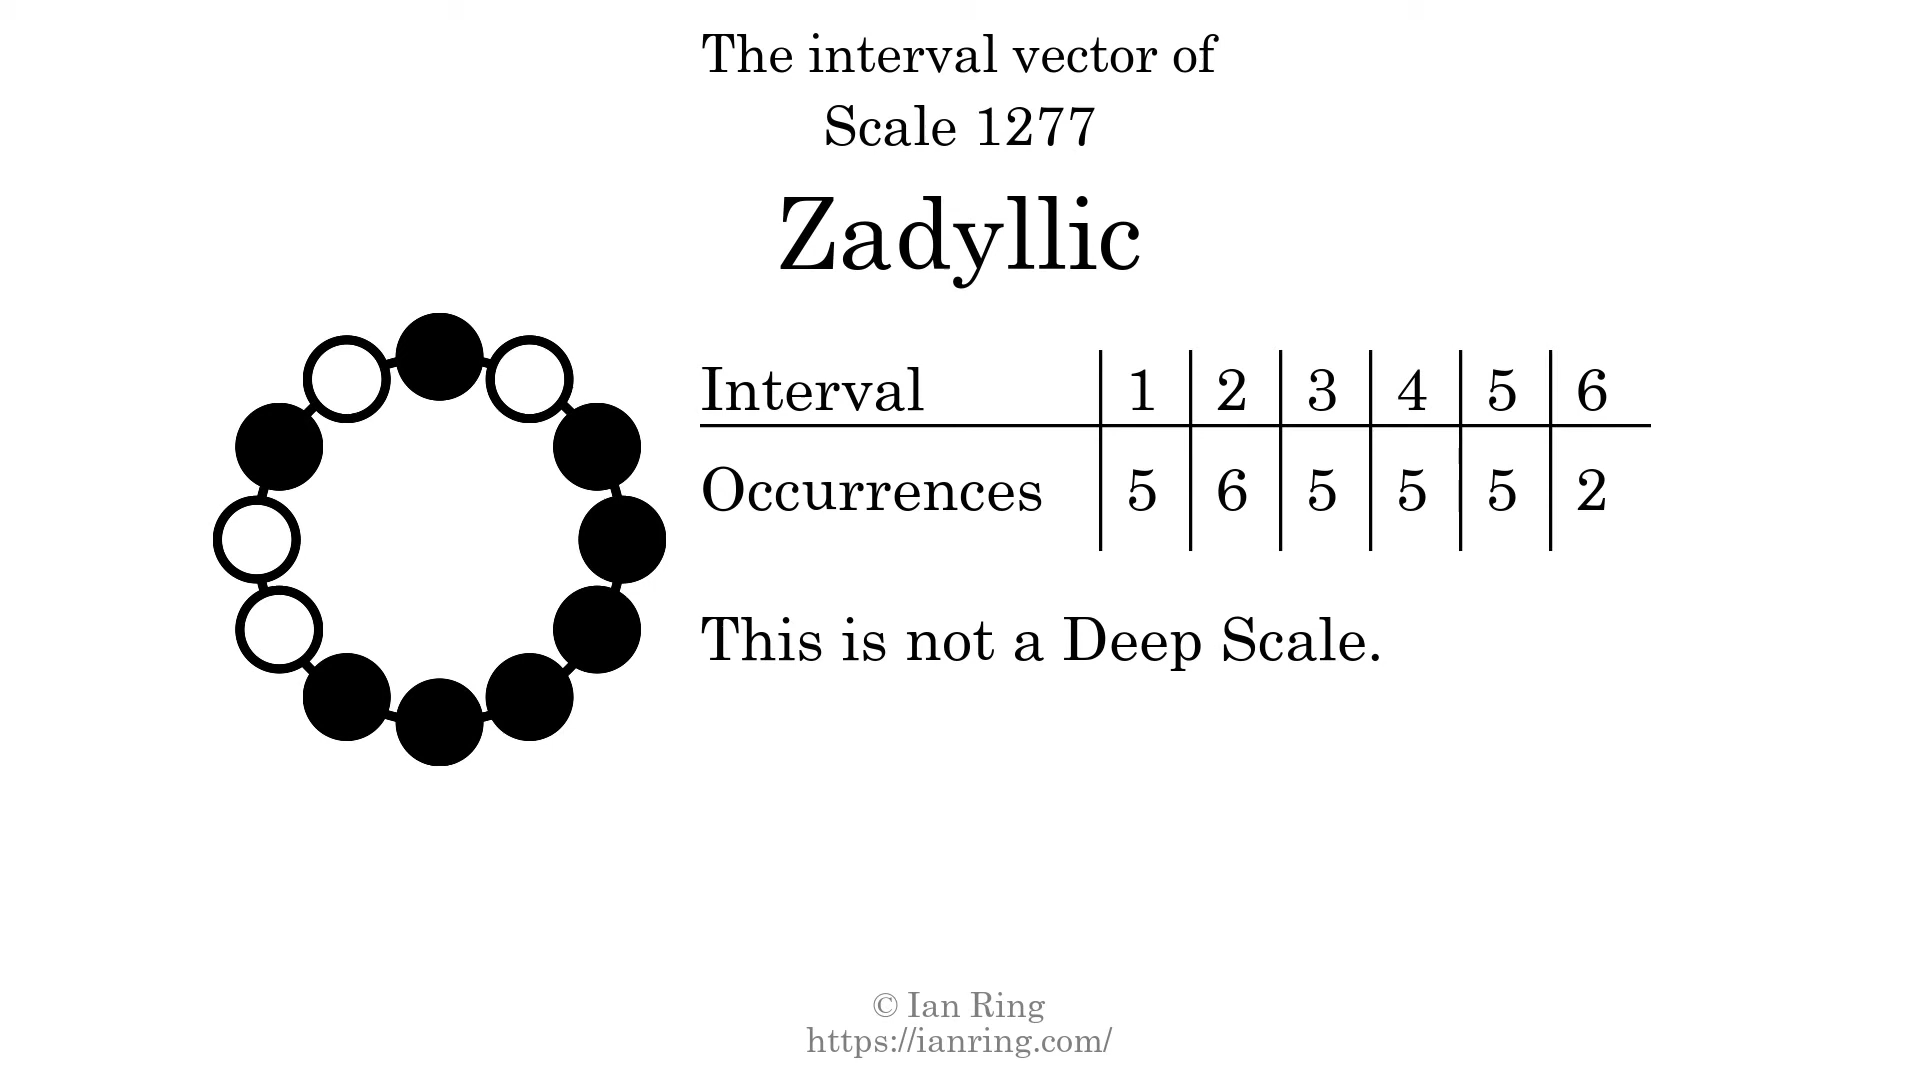 The interval vector of
Scale 1277
Zadyllic
Interval 1 2 3 4 5 6
Occurrences 5 6 5 5 5 2
This is not a Deep Scale.
© Ian Ring
https://ianring.com/